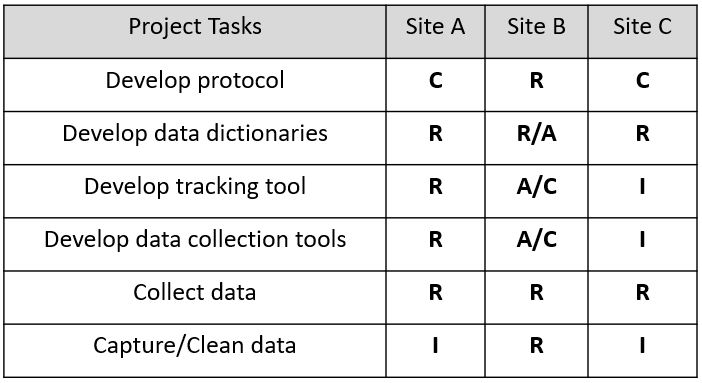 Project Tasks Site A Site B Site C
Develop protocol C R C
Develop data dictionaries R R/A R
Develop tracking tool R A/C I
Develop data collection tools R A/C I
Collect data R R R
Capture/Clean data I R I